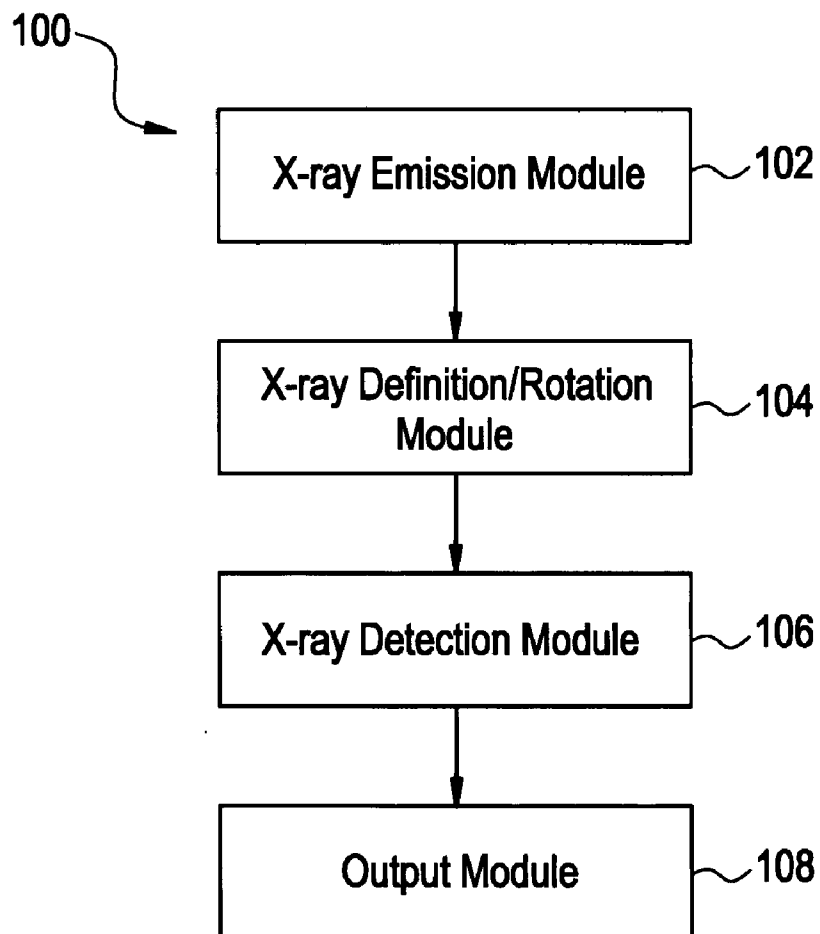 100
X-ray Emission Module
102
X-ray Definition/Rotation
Module
104
X-ray Detection Module
106
Output Module
108